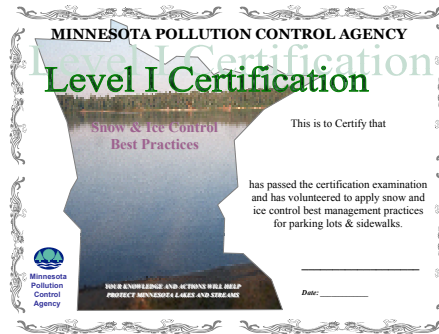 MINNESOTA POLLUTION CONTROL AGENCY
Level I Certification
Snow & Ice Control
Best Practices
This is to Certify that
has passed the certification examination
and has volunteered to apply snow and
ice control best management practices
for parking lots & sidewalks.
Minnesota
Pollution
Control
Agency
YOUR KNOWLEDGE AND ACTIONS WILL HELP
PROTECT MINNESOTA LAKES AND STREAMS
Date: